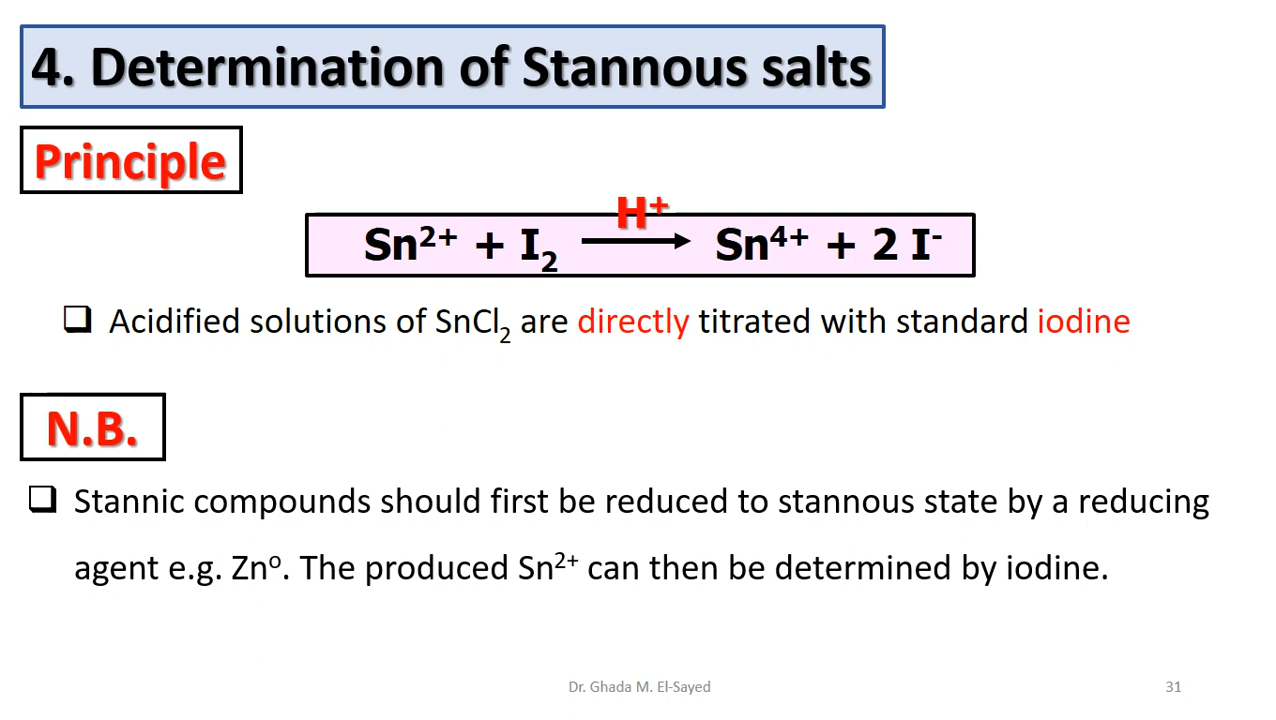 4. Determination of Stannous salts
Principle
H⁺
Sn²⁺ + I₂ → Sn⁴⁺ + 2 I⁻
❑ Acidified solutions of SnCl₂ are directly titrated with standard iodine
N.B.
❑ Stannic compounds should first be reduced to stannous state by a reducing
agent e.g. Znᵒ. The produced Sn²⁺ can then be determined by iodine.
Dr. Ghada M. El-Sayed
31